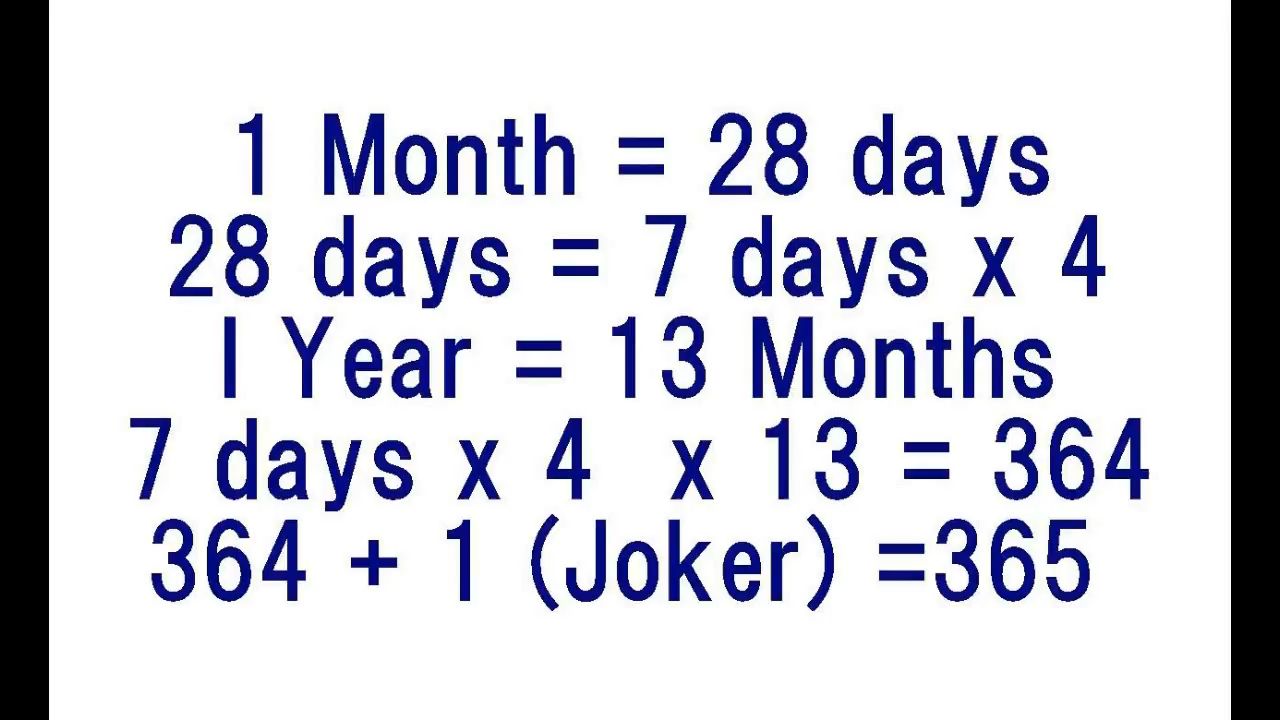 1 Month = 28 days
28 days = 7 days x 4
I Year = 13 Months
7 days x 4 x 13 = 364
364 + 1 (Joker) =365